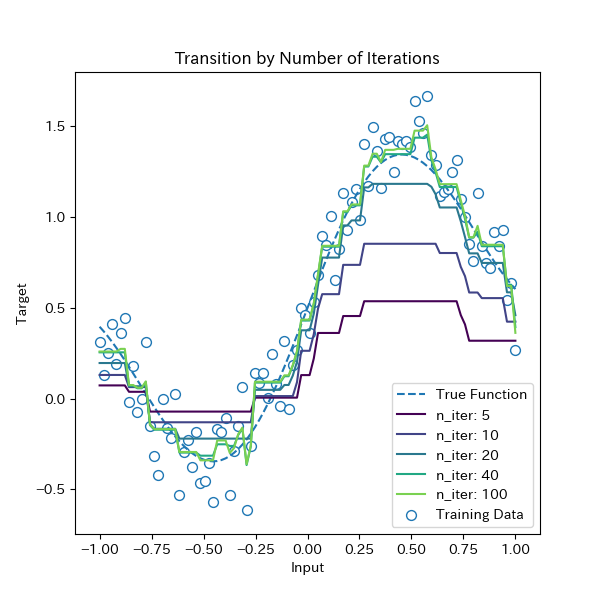 Transition by Number of Iterations
Target
1.5
1.0
0.5
0.0
−0.5
−1.00 −0.75 −0.50 −0.25 0.00 0.25 0.50 0.75 1.00
Input
True Function
n_iter: 5
n_iter: 10
n_iter: 20
n_iter: 40
n_iter: 100
Training Data